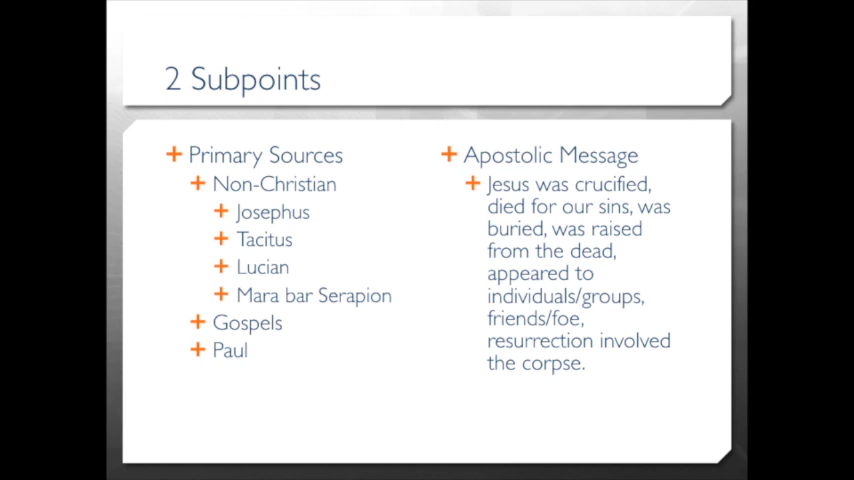 2 Subpoints
+ Primary Sources
+ Non-Christian
+ Josephus
+ Tacitus
+ Lucian
+ Mara bar Serapion
+ Gospels
+ Paul
+ Apostolic Message
+ Jesus was crucified,
died for our sins, was
buried, was raised
from the dead,
appeared to
individuals/groups,
friends/foe,
resurrection involved
the corpse.